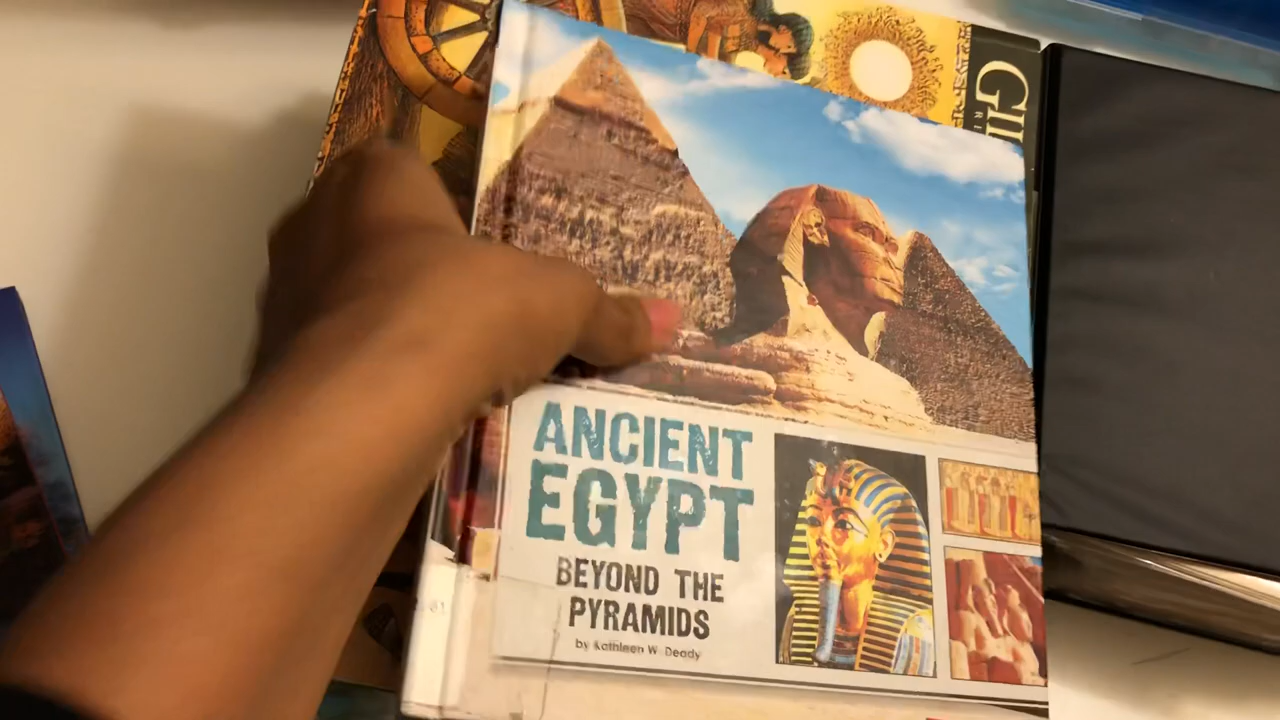 ANCIENT
EGYPT
BEYOND THE
PYRAMIDS
by Kathleen W. Deady